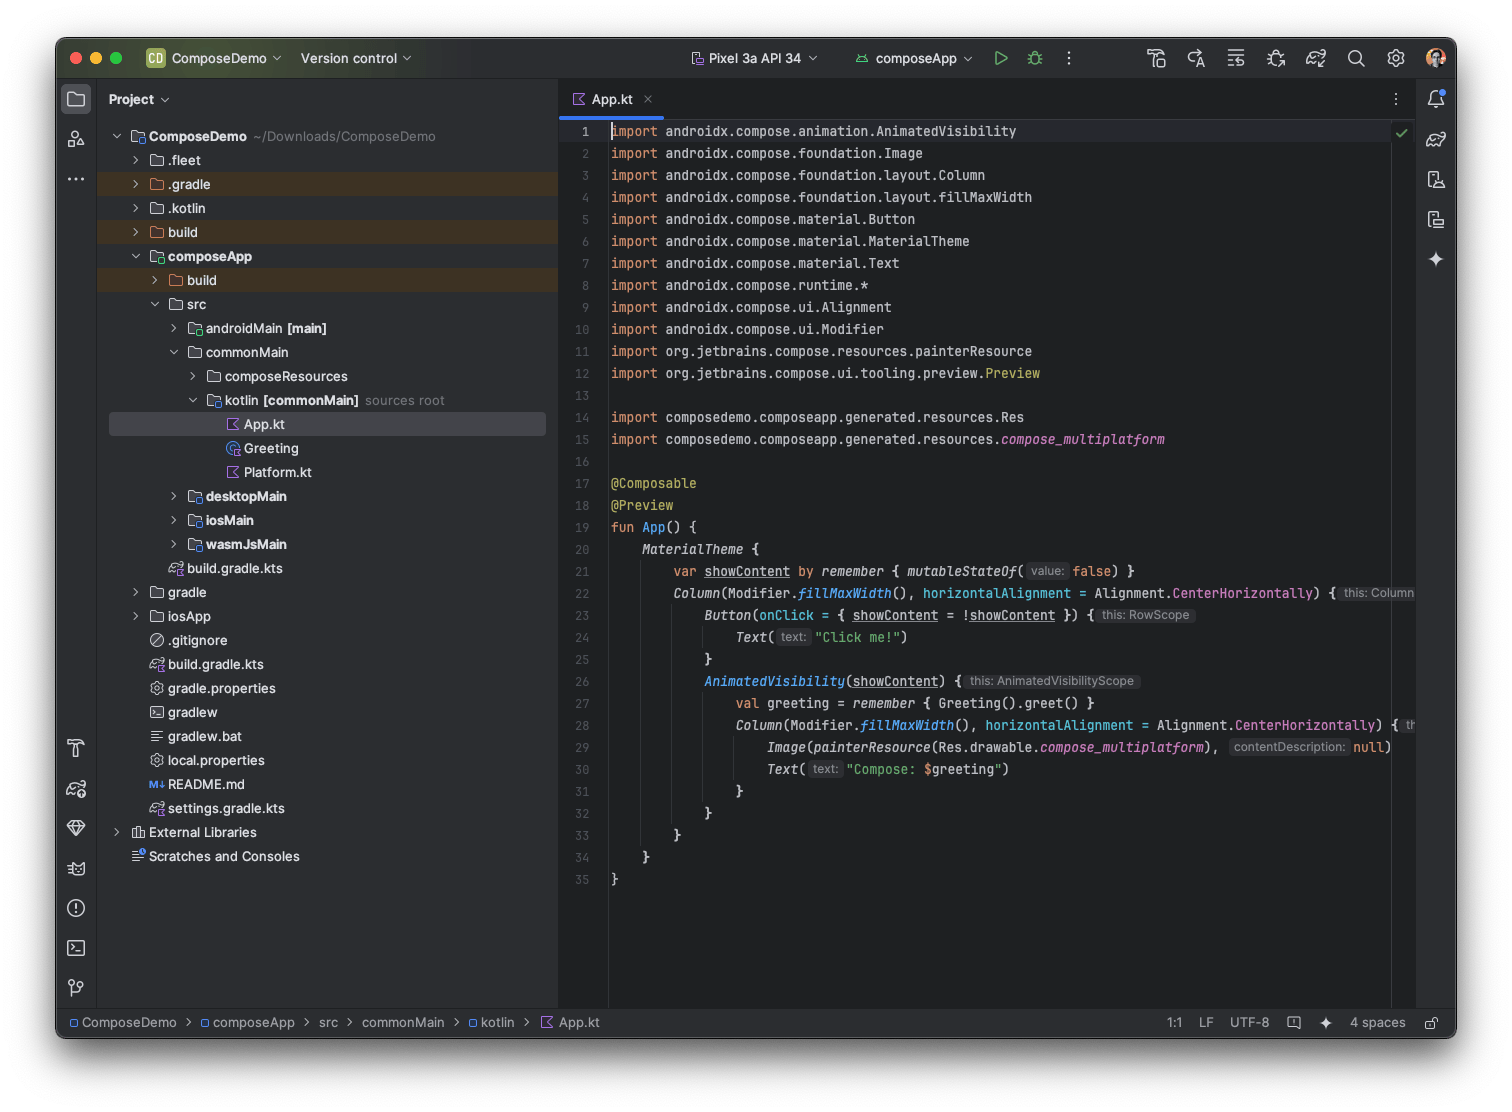 CD ComposeDemo Version control Pixel 3a API 34 composeApp
Project
App.kt
ComposeDemo ~/Downloads/ComposeDemo
.fleet
.gradle
.kotlin
build
composeApp
build
src
androidMain [main]
commonMain
composeResources
kotlin [commonMain] sources root
App.kt
Greeting
Platform.kt
desktopMain
iosMain
wasmJsMain
build.gradle.kts
gradle
iosApp
.gitignore
build.gradle.kts
gradle.properties
gradlew
gradlew.bat
local.properties
M↓ README.md
settings.gradle.kts
External Libraries
Scratches and Consoles
1 import androidx.compose.animation.AnimatedVisibility
2 import androidx.compose.foundation.Image
3 import androidx.compose.foundation.layout.Column
4 import androidx.compose.foundation.layout.fillMaxWidth
5 import androidx.compose.material.Button
6 import androidx.compose.material.MaterialTheme
7 import androidx.compose.material.Text
8 import androidx.compose.runtime.*
9 import androidx.compose.ui.Alignment
10 import androidx.compose.ui.Modifier
11 import org.jetbrains.compose.resources.painterResource
12 import org.jetbrains.compose.ui.tooling.preview.Preview
13
14 import composedemo.composeapp.generated.resources.Res
15 import composedemo.composeapp.generated.resources.compose_multiplatform
16
17 @Composable
18 @Preview
19 fun App() {
20 MaterialTheme {
21 var showContent by remember { mutableStateOf( value: false) }
22 Column(Modifier.fillMaxWidth(), horizontalAlignment = Alignment.CenterHorizontally) { this: Column
23 Button(onClick = { showContent = !showContent }) { this: RowScope
24 Text( text: "Click me!")
25 }
26 AnimatedVisibility(showContent) { this: AnimatedVisibilityScope
27 val greeting = remember { Greeting().greet() }
28 Column(Modifier.fillMaxWidth(), horizontalAlignment = Alignment.CenterHorizontally) { th
29 Image(painterResource(Res.drawable.compose_multiplatform), contentDescription: null)
30 Text( text: "Compose: $greeting")
31 }
32 }
33 }
34 }
35 }
ComposeDemo > composeApp > src > commonMain > kotlin > App.kt
1:1 LF UTF-8 4 spaces